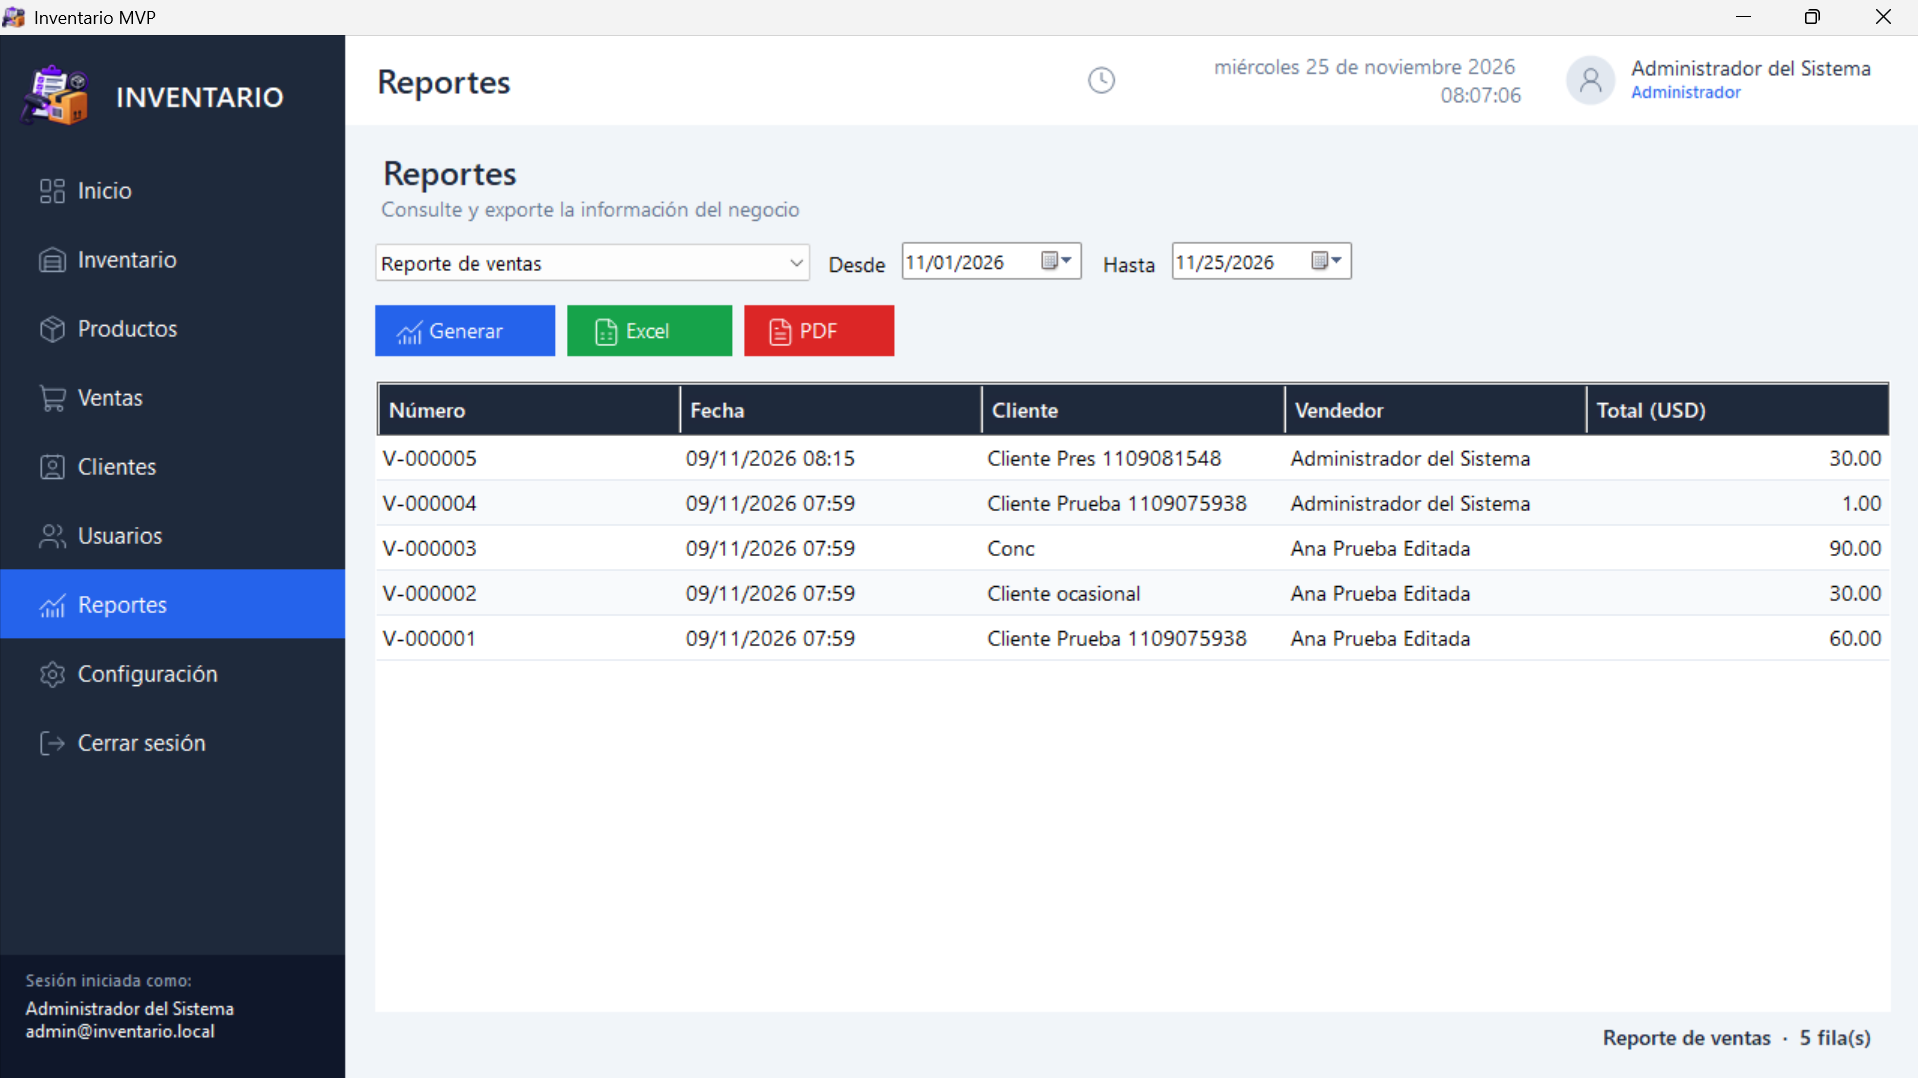 Inventario MVP
INVENTARIO
Inicio
Inventario
Productos
Ventas
Clientes
Usuarios
Reportes
Configuración
Cerrar sesión
Sesión iniciada como:
Administrador del Sistema
admin@inventario.local
Reportes
miércoles 25 de noviembre 2026
08:07:06
Administrador del Sistema
Administrador
Reportes
Consulte y exporte la información del negocio
Reporte de ventas Desde 11/01/2026 Hasta 11/25/2026
Generar Excel PDF
Número Fecha Cliente Vendedor Total (USD)
V-000005 09/11/2026 08:15 Cliente Pres 1109081548 Administrador del Sistema 30.00
V-000004 09/11/2026 07:59 Cliente Prueba 1109075938 Administrador del Sistema 1.00
V-000003 09/11/2026 07:59 Conc Ana Prueba Editada 90.00
V-000002 09/11/2026 07:59 Cliente ocasional Ana Prueba Editada 30.00
V-000001 09/11/2026 07:59 Cliente Prueba 1109075938 Ana Prueba Editada 60.00
Reporte de ventas · 5 fila(s)